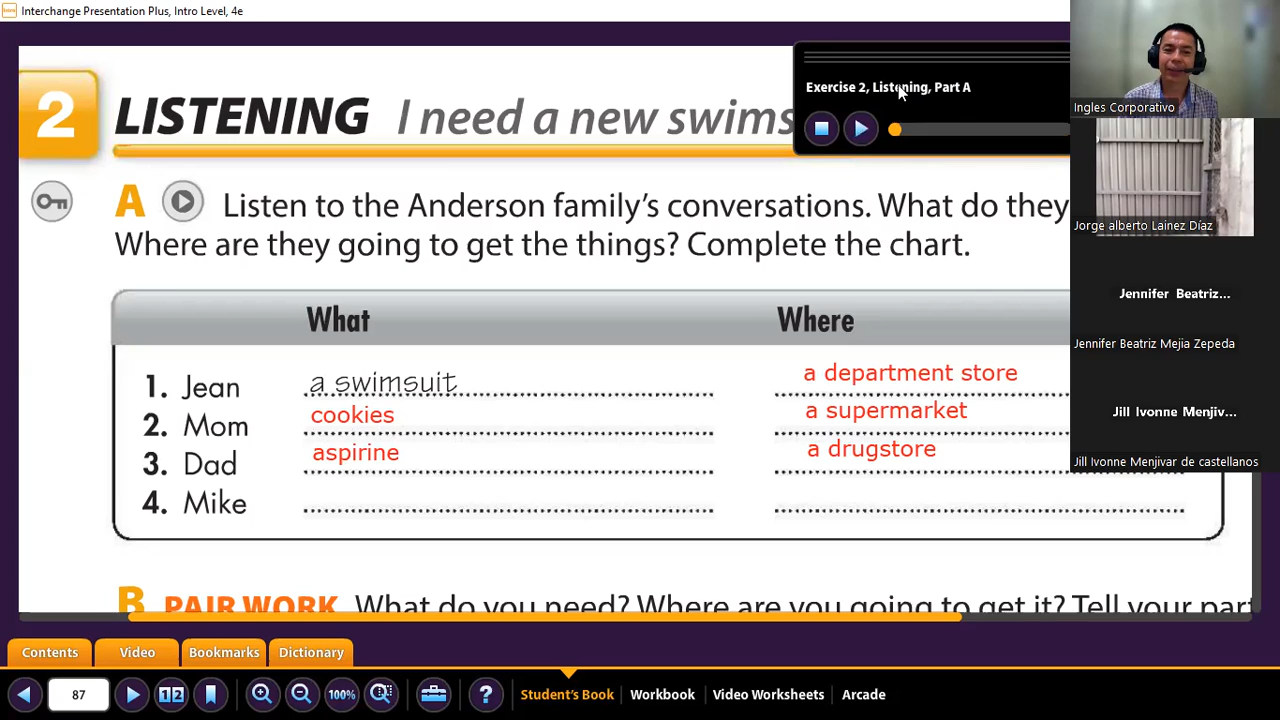 Interchange Presentation Plus, Intro Level, 4e
2 LISTENING I need a new swims
Exercise 2, Listening, Part A
A Listen to the Anderson family's conversations. What do they
Where are they going to get the things? Complete the chart.
What Where
1. Jean a swimsuit a department store
2. Mom cookies a supermarket
3. Dad aspirine a drugstore
4. Mike
B PAIR WORK What do you need? Where are you going to get it? Tell your part
Ingles Corporativo
Jorge alberto Lainez Díaz
Jennifer Beatriz...
Jennifer Beatriz Mejia Zepeda
Jill Ivonne Menjiv...
Jill Ivonne Menjivar de castellanos
Contents Video Bookmarks Dictionary
87 1 2 100% ? Student's Book Workbook Video Worksheets Arcade